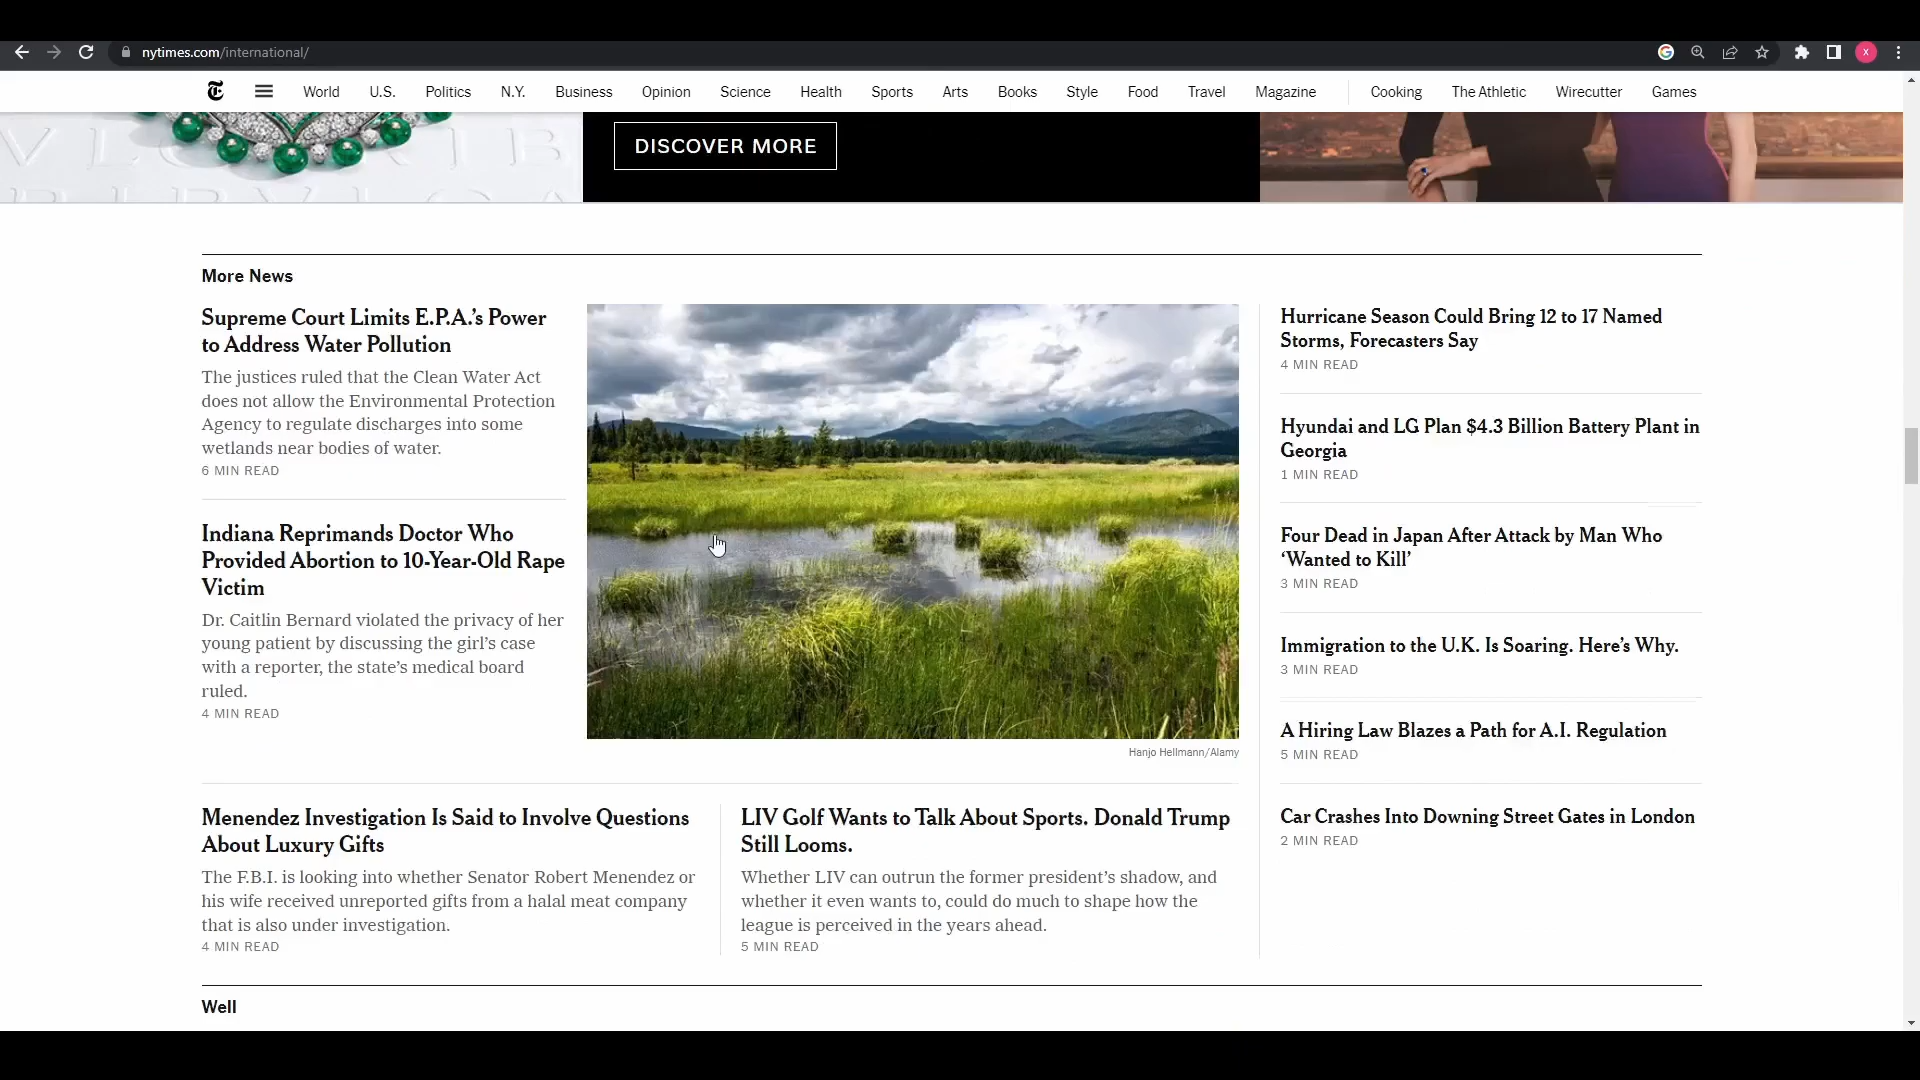 nytimes.com/international/
X
World U.S. Politics N.Y. Business Opinion Science Health Sports Arts Books Style Food Travel Magazine Cooking The Athletic Wirecutter Games
DISCOVER MORE
More News
Supreme Court Limits E.P.A.’s Power
to Address Water Pollution
The justices ruled that the Clean Water Act
does not allow the Environmental Protection
Agency to regulate discharges into some
wetlands near bodies of water.
6 MIN READ
Indiana Reprimands Doctor Who
Provided Abortion to 10-Year-Old Rape
Victim
Dr. Caitlin Bernard violated the privacy of her
young patient by discussing the girl’s case
with a reporter, the state’s medical board
ruled.
4 MIN READ
Hanjo Hellmann/Alamy
Menendez Investigation Is Said to Involve Questions
About Luxury Gifts
The F.B.I. is looking into whether Senator Robert Menendez or
his wife received unreported gifts from a halal meat company
that is also under investigation.
4 MIN READ
LIV Golf Wants to Talk About Sports. Donald Trump
Still Looms.
Whether LIV can outrun the former president’s shadow, and
whether it even wants to, could do much to shape how the
league is perceived in the years ahead.
5 MIN READ
Hurricane Season Could Bring 12 to 17 Named
Storms, Forecasters Say
4 MIN READ
Hyundai and LG Plan $4.3 Billion Battery Plant in
Georgia
1 MIN READ
Four Dead in Japan After Attack by Man Who
‘Wanted to Kill’
3 MIN READ
Immigration to the U.K. Is Soaring. Here’s Why.
3 MIN READ
A Hiring Law Blazes a Path for A.I. Regulation
5 MIN READ
Car Crashes Into Downing Street Gates in London
2 MIN READ
Well